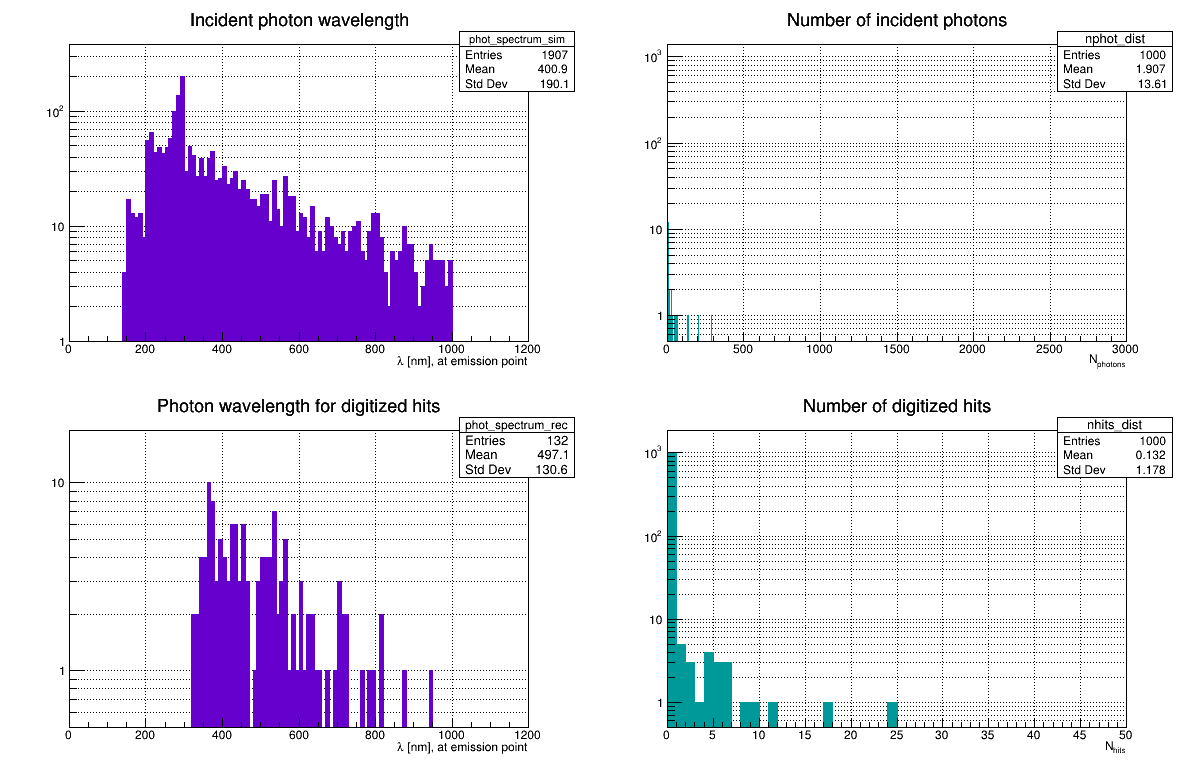 Incident photon wavelength
phot_spectrum_sim
Entries 1907
Mean 400.9
Std Dev 190.1
10²
10
1
0 200 400 600 800 1000 1200
λ [nm], at emission point
Number of incident photons
nphot_dist
Entries 1000
Mean 1.907
Std Dev 13.61
10³
10²
10
1
0 500 1000 1500 2000 2500 3000
Nphotons
Photon wavelength for digitized hits
phot_spectrum_rec
Entries 132
Mean 497.1
Std Dev 130.6
10
1
0 200 400 600 800 1000 1200
λ [nm], at emission point
Number of digitized hits
nhits_dist
Entries 1000
Mean 0.132
Std Dev 1.178
10³
10²
10
1
0 5 10 15 20 25 30 35 40 45 50
Nhits